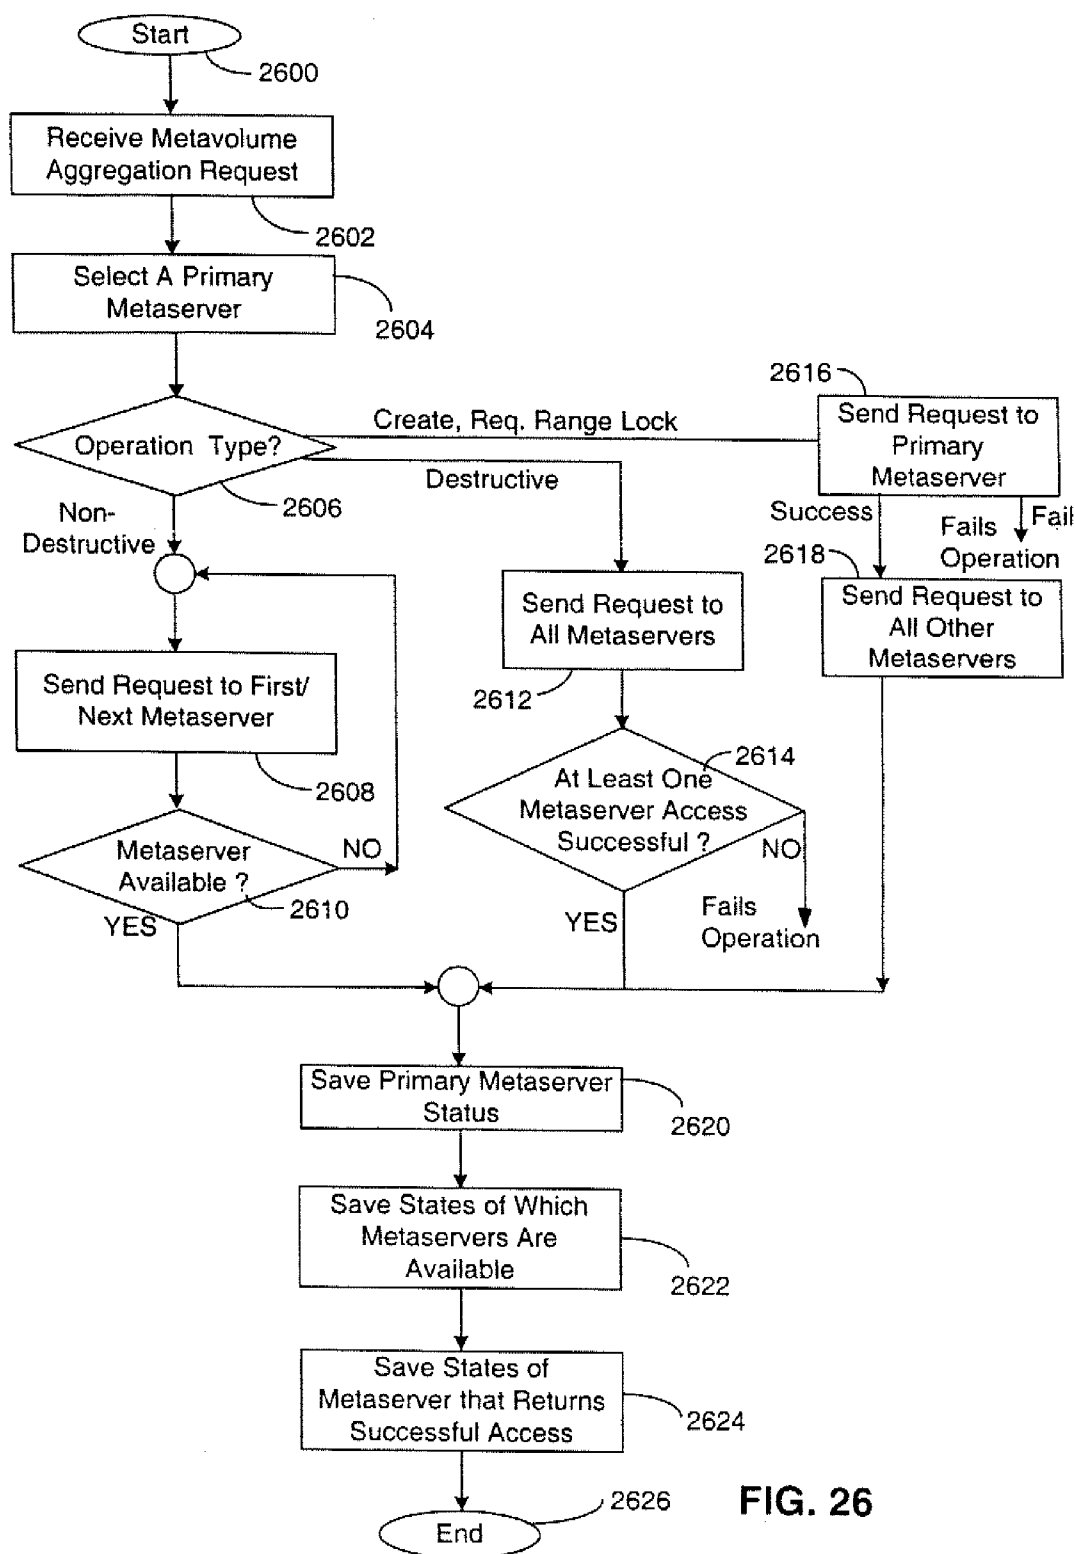 Start
2600
Receive Metavolume
Aggregation Request
2602
Select A Primary
Metaserver
2604
Operation Type?
2606
Create, Req. Range Lock
Destructive
Non-
Destructive
2616
Send Request to
Primary
Metaserver
Success
Fail
Fails
Operation
2618
Send Request to
All Other
Metaservers
Send Request to
All Metaservers
2612
Send Request to First/
Next Metaserver
2608
2614
At Least One
Metaserver Access
Successful ?
NO
YES
Fails
Operation
Metaserver
Available ?
NO
2610
YES
Save Primary Metaserver
Status
2620
Save States of Which
Metaservers Are
Available
2622
Save States of
Metaserver that Returns
Successful Access
2624
2626
End
FIG. 26